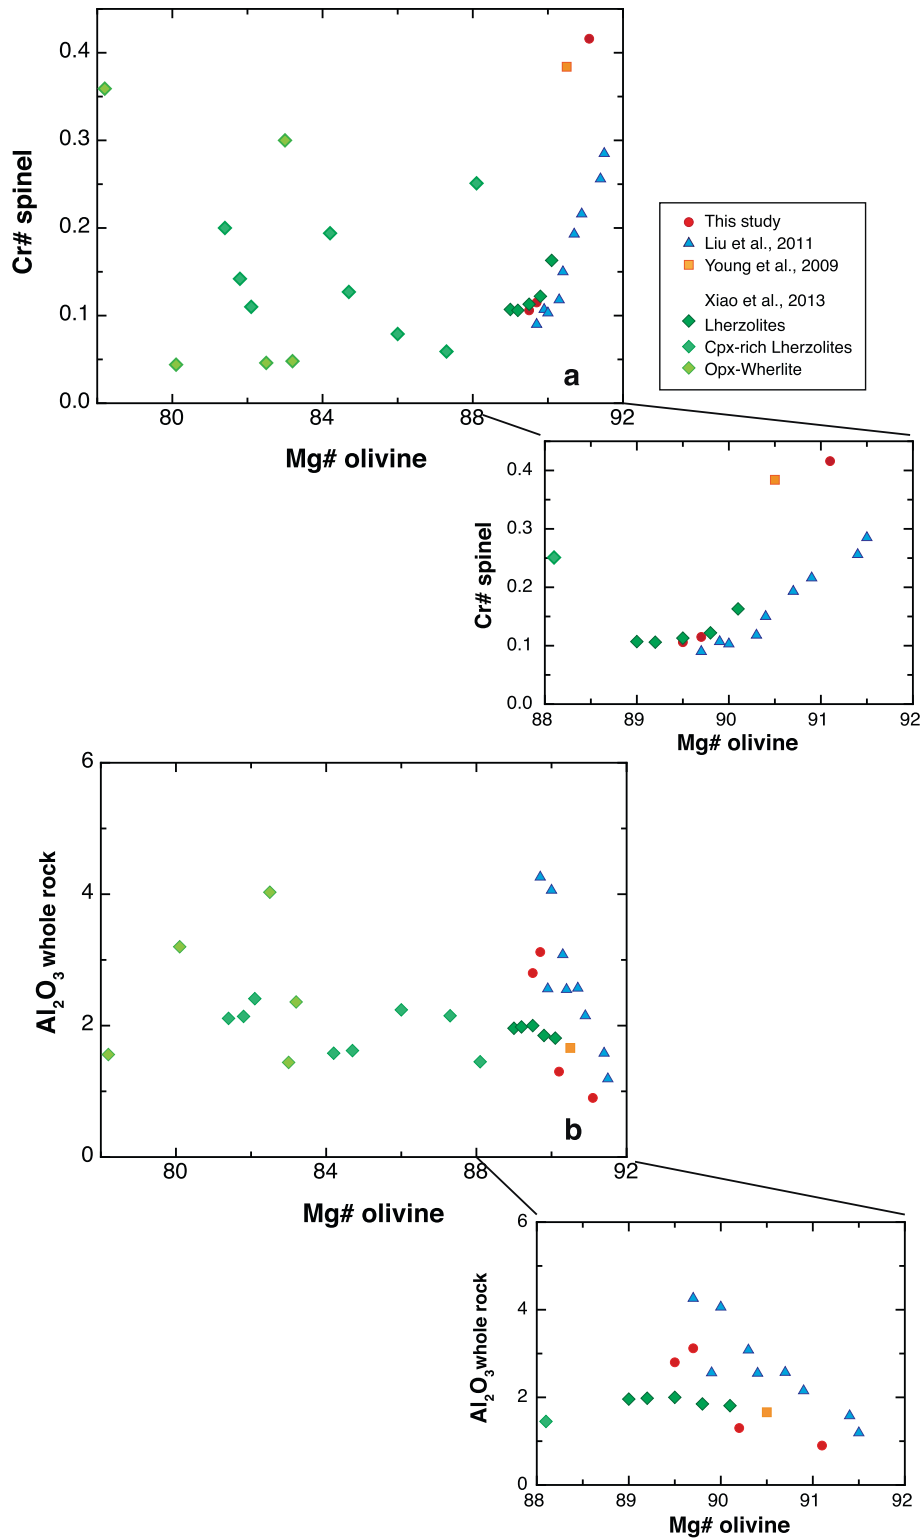 0.4
0.3
0.2
0.1
0.0
Cr# spinel
a
80
84
88
92
Mg# olivine
This study
Liu et al., 2011
Young et al., 2009
Xiao et al., 2013
Lherzolites
Cpx-rich Lherzolites
Opx-Wherlite
0.4
0.3
0.2
0.1
0.0
Cr# spinel
88
89
90
91
92
Mg# olivine
6
4
2
0
Al2O3 whole rock
b
80
84
88
92
Mg# olivine
6
4
2
0
Al2O3 whole rock
88
89
90
91
92
Mg# olivine